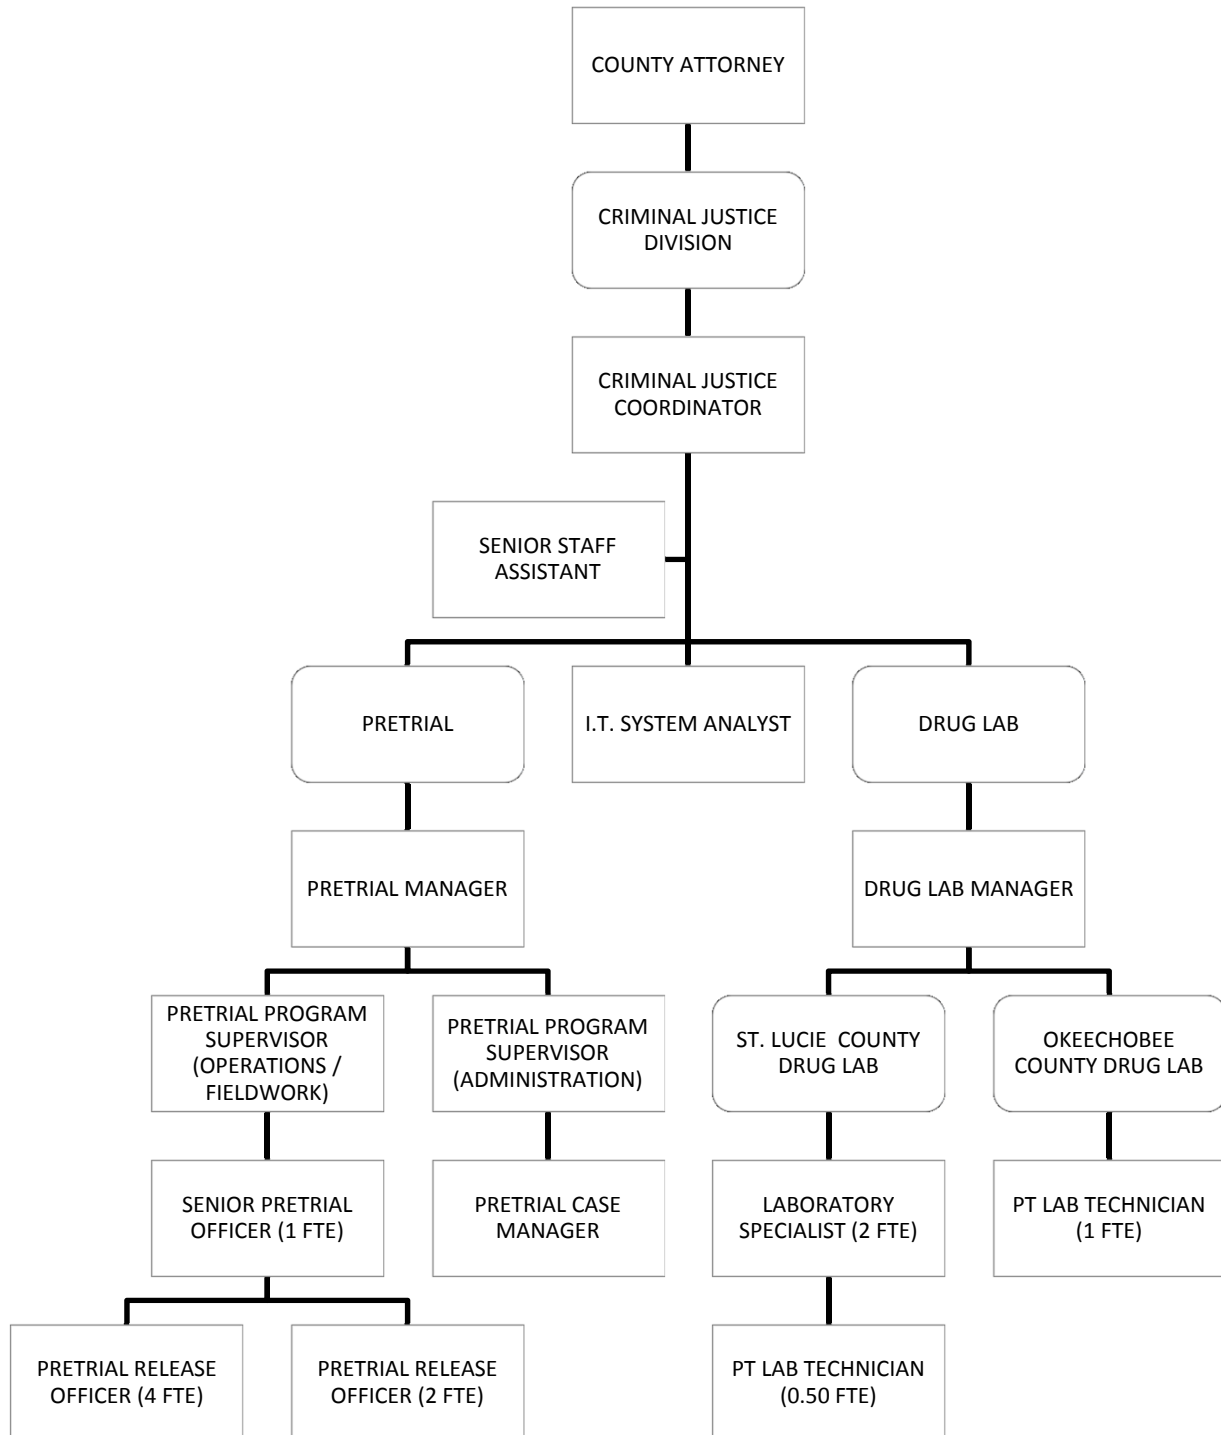 COUNTY ATTORNEY
CRIMINAL JUSTICE
DIVISION
CRIMINAL JUSTICE
COORDINATOR
SENIOR STAFF
ASSISTANT
PRETRIAL
I.T. SYSTEM ANALYST
DRUG LAB
PRETRIAL MANAGER
DRUG LAB MANAGER
PRETRIAL PROGRAM
SUPERVISOR
(OPERATIONS /
FIELDWORK)
PRETRIAL PROGRAM
SUPERVISOR
(ADMINISTRATION)
ST. LUCIE  COUNTY
DRUG LAB
OKEECHOBEE
COUNTY DRUG LAB
SENIOR PRETRIAL
OFFICER (1 FTE)
PRETRIAL CASE
MANAGER
LABORATORY
SPECIALIST (2 FTE)
PT LAB TECHNICIAN
(1 FTE)
PRETRIAL RELEASE
OFFICER (4 FTE)
PRETRIAL RELEASE
OFFICER (2 FTE)
PT LAB TECHNICIAN
(0.50 FTE)